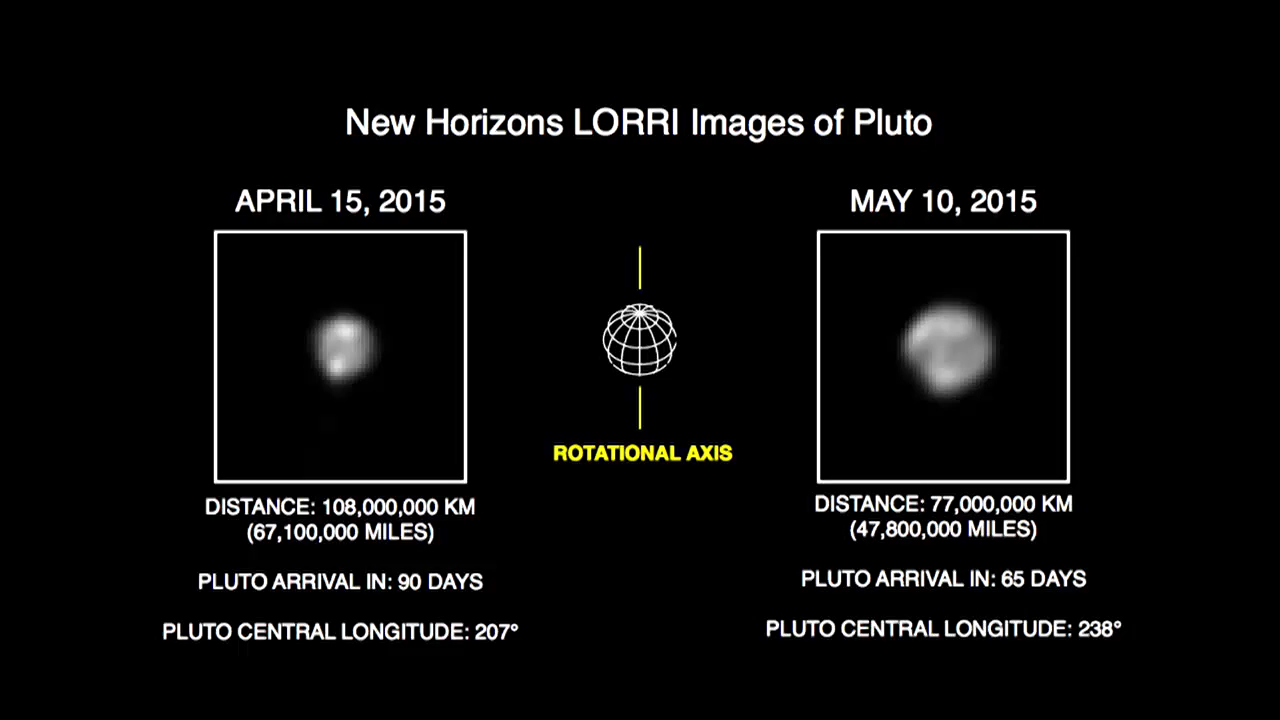 New Horizons LORRI Images of Pluto
APRIL 15, 2015
DISTANCE: 108,000,000 KM
(67,100,000 MILES)
PLUTO ARRIVAL IN: 90 DAYS
PLUTO CENTRAL LONGITUDE: 207°
ROTATIONAL AXIS
MAY 10, 2015
DISTANCE: 77,000,000 KM
(47,800,000 MILES)
PLUTO ARRIVAL IN: 65 DAYS
PLUTO CENTRAL LONGITUDE: 238°